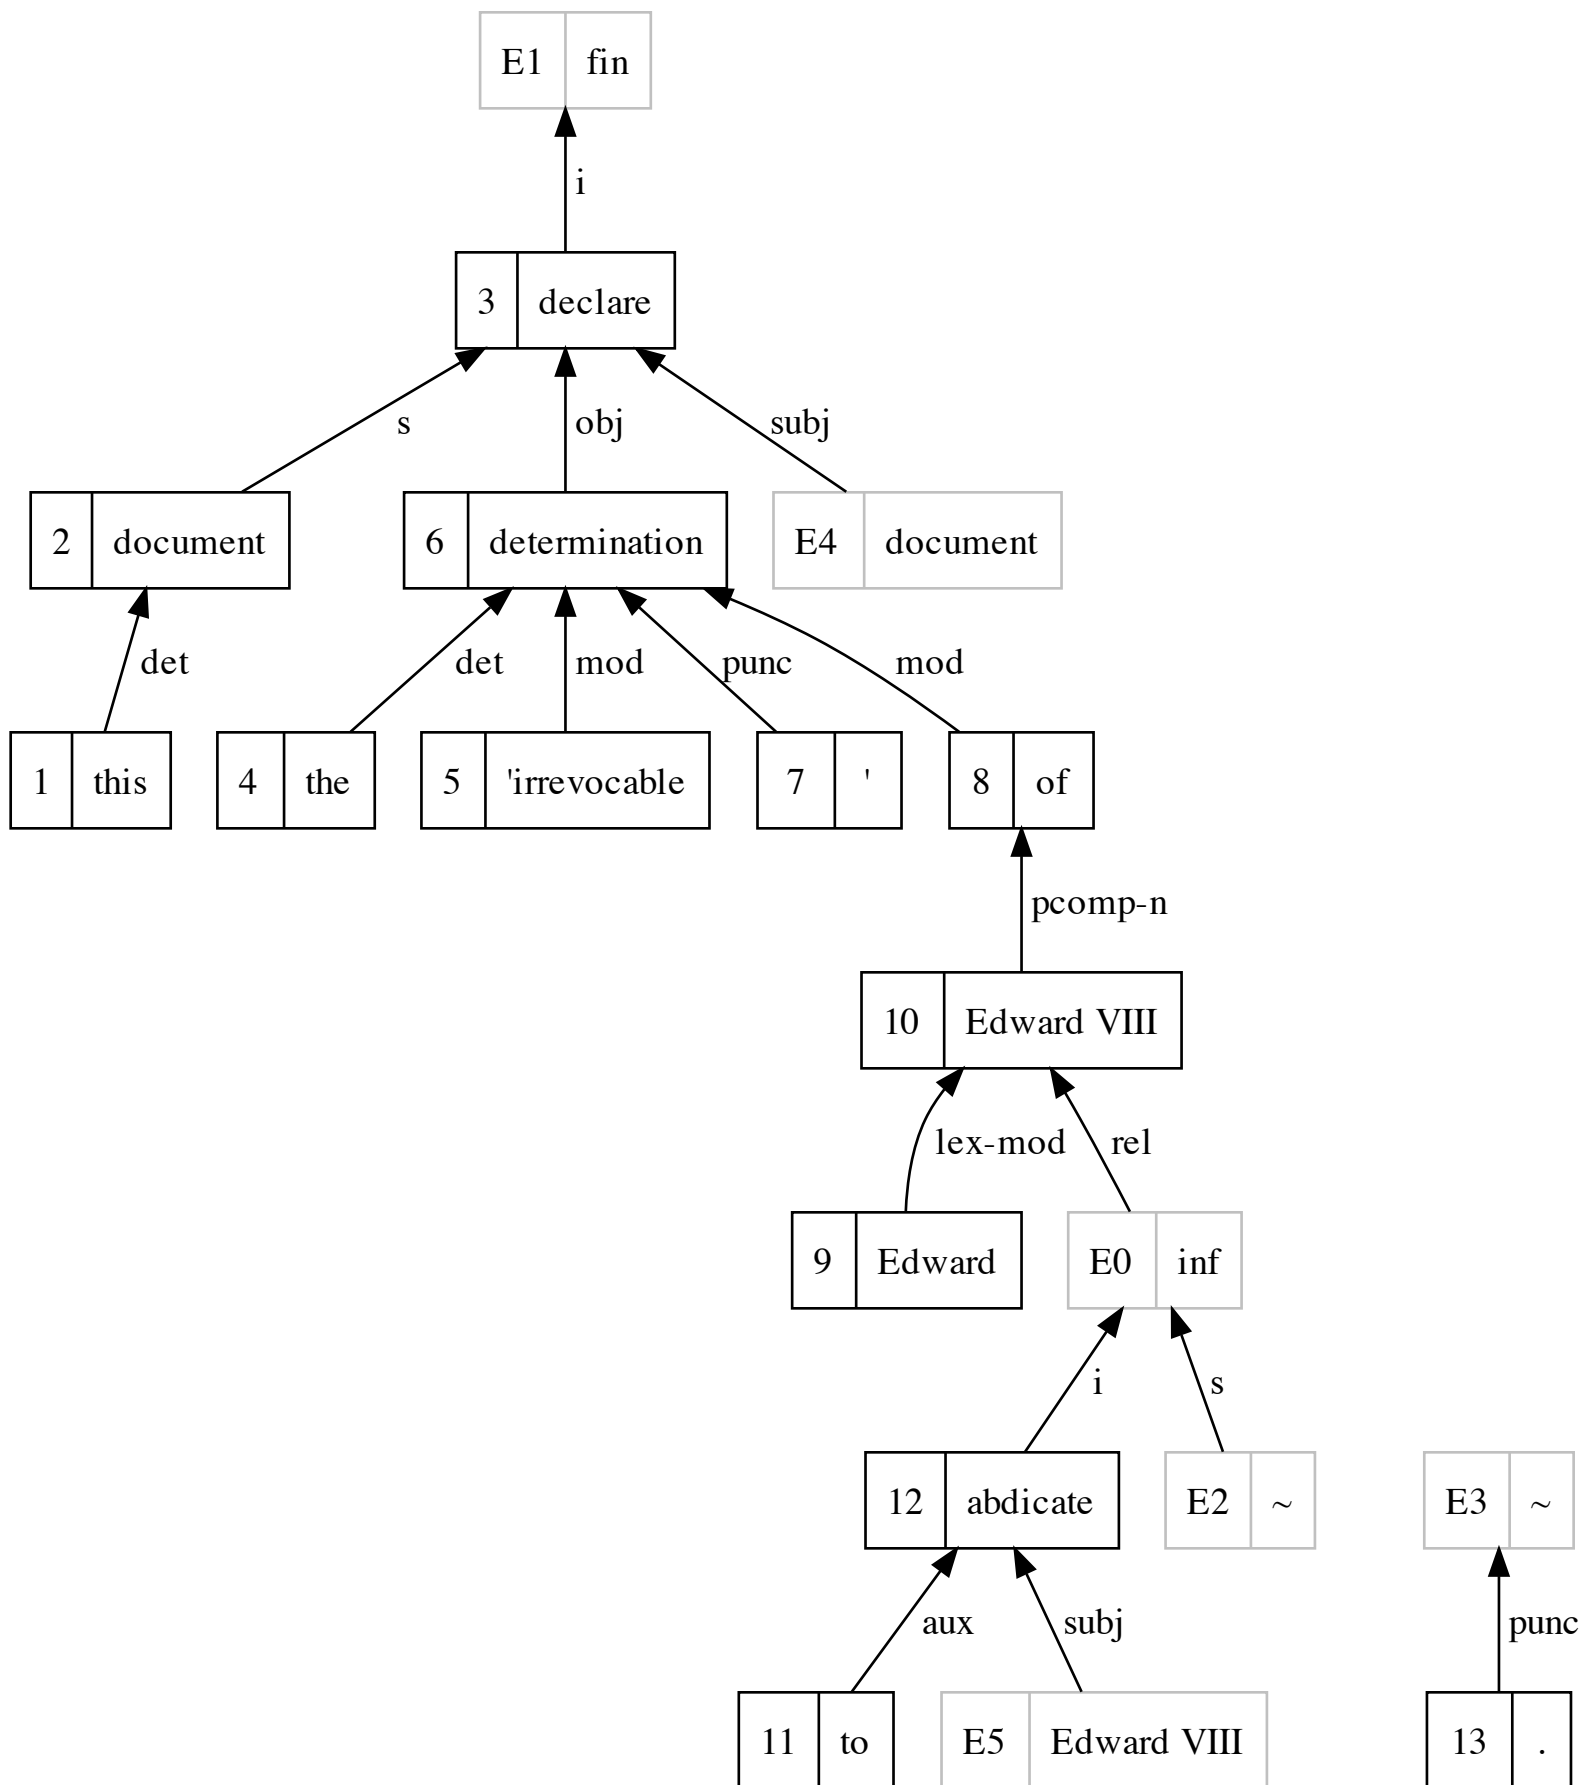 E1 fin
i
3 declare
s obj subj
2 document 6 determination E4 document
det det mod punc mod
1 this 4 the 5 'irrevocable 7 ' 8 of
pcomp-n
10 Edward VIII
lex-mod rel
9 Edward E0 inf
i s
12 abdicate E2 ~ E3 ~
aux subj punc
11 to E5 Edward VIII 13 .